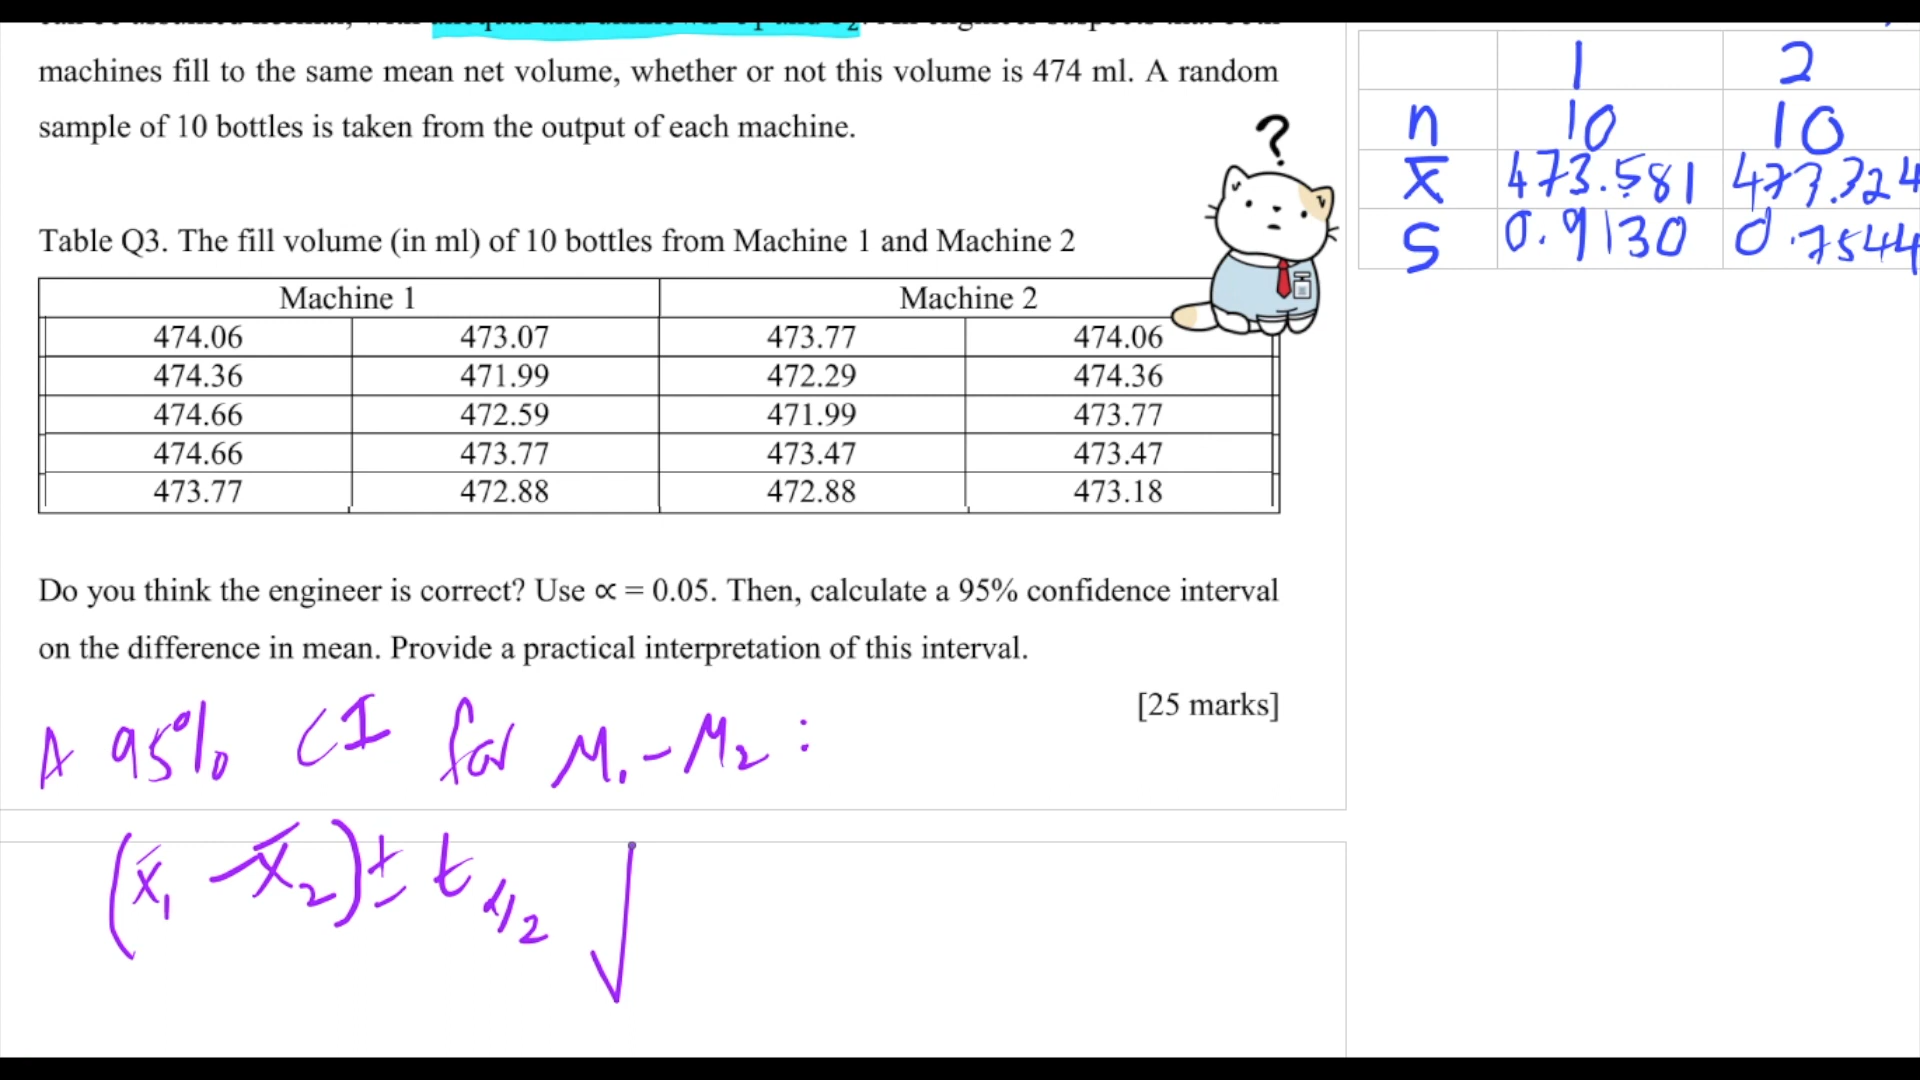 machines fill to the same mean net volume, whether or not this volume is 474 ml. A random
sample of 10 bottles is taken from the output of each machine.
Table Q3. The fill volume (in ml) of 10 bottles from Machine 1 and Machine 2
Machine 1 Machine 2
474.06 473.07 473.77 474.06
474.36 471.99 472.29 474.36
474.66 472.59 471.99 473.77
474.66 473.77 473.47 473.47
473.77 472.88 472.88 473.18
Do you think the engineer is correct? Use ∝ = 0.05. Then, calculate a 95% confidence interval
on the difference in mean. Provide a practical interpretation of this interval.
[25 marks]
A 95% CI for μ₁ - μ₂ :
(x̄₁ - x̄₂) ± t α/2 √
?
1 2
n 10 10
x̄ 473.581 473.324
S 0.9130 0.7544